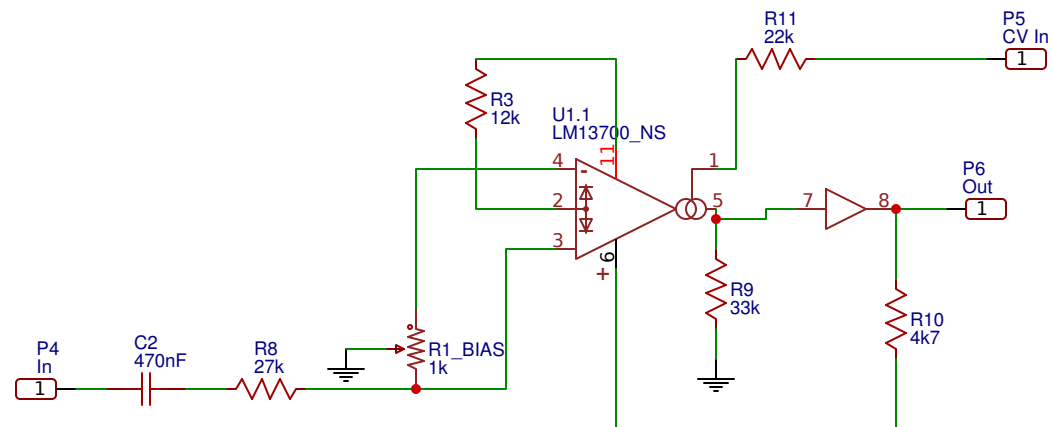 R11
22k
P5
CV In
1
R3
12k
U1.1
LM13700_NS
11
4
-
1
P6
Out
1
2
5
7
8
3
6
+
R9
33k
R10
4k7
P4
In
1
C2
470nF
R8
27k
R1_BIAS
1k